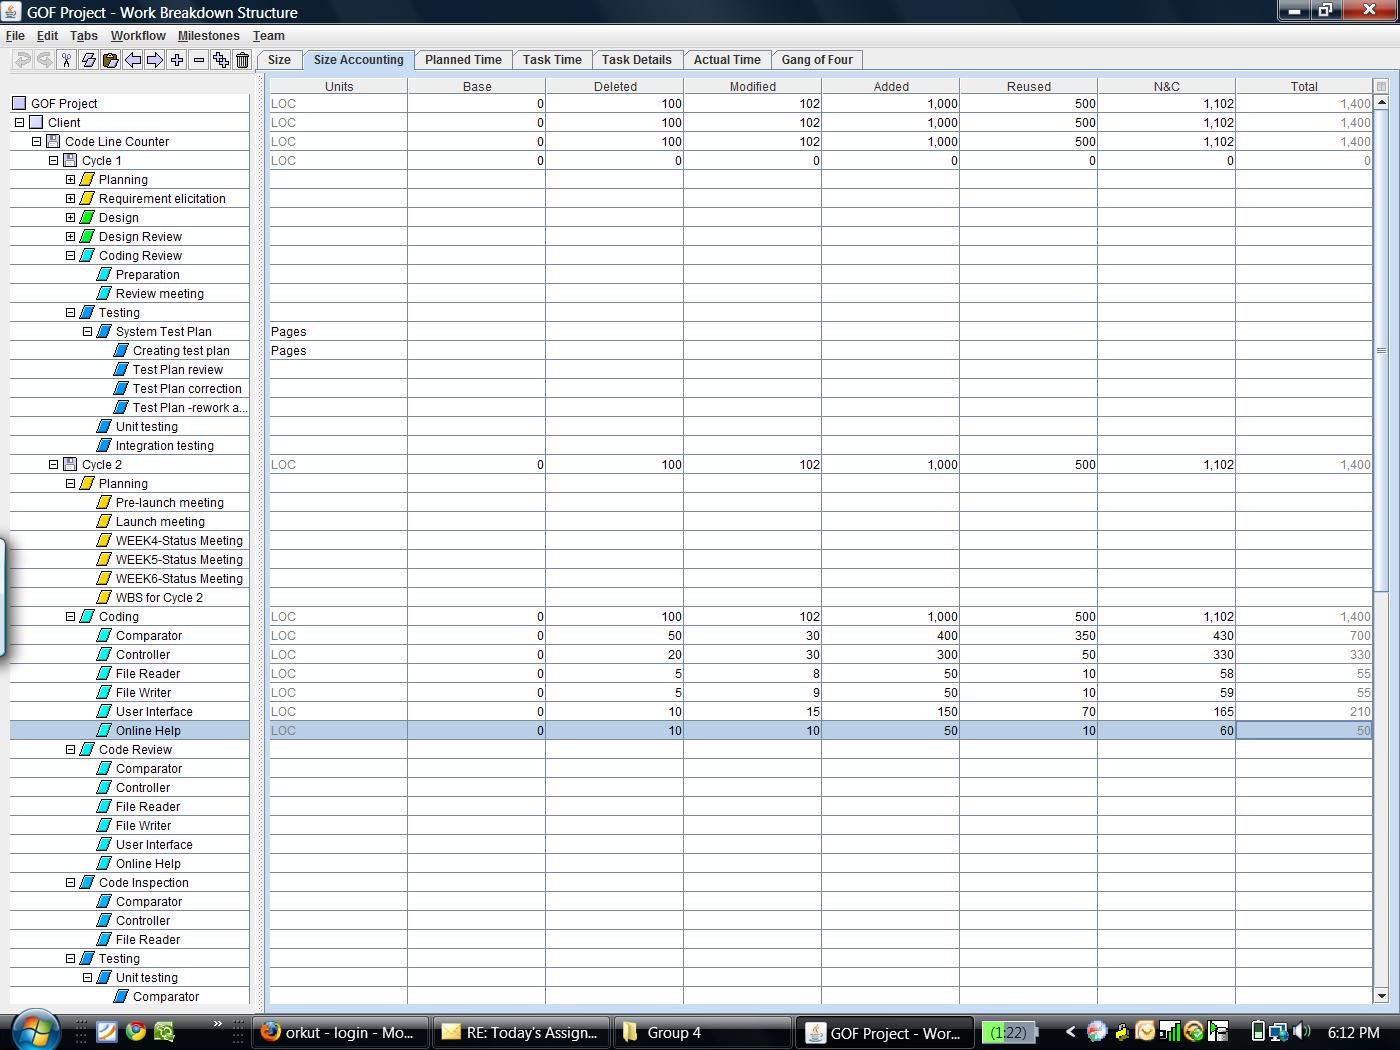 GOF Project - Work Breakdown Structure
File Edit Tabs Workflow Milestones Team
Size Size Accounting Planned Time Task Time Task Details Actual Time Gang of Four
Units Base Deleted Modified Added Reused N&C Total
GOF Project LOC 0 100 102 1,000 500 1,102 1,400
Client LOC 0 100 102 1,000 500 1,102 1,400
Code Line Counter LOC 0 100 102 1,000 500 1,102 1,400
Cycle 1 LOC 0 0 0 0 0 0 0
Planning
Requirement elicitation
Design
Design Review
Coding Review
Preparation
Review meeting
Testing
System Test Plan Pages
Creating test plan Pages
Test Plan review
Test Plan correction
Test Plan -rework a...
Unit testing
Integration testing
Cycle 2 LOC 0 100 102 1,000 500 1,102 1,400
Planning
Pre-launch meeting
Launch meeting
WEEK4-Status Meeting
WEEK5-Status Meeting
WEEK6-Status Meeting
WBS for Cycle 2
Coding LOC 0 100 102 1,000 500 1,102 1,400
Comparator LOC 0 50 30 400 350 430 700
Controller LOC 0 20 30 300 50 330 330
File Reader LOC 0 5 8 50 10 58 55
File Writer LOC 0 5 9 50 10 59 55
User Interface LOC 0 10 15 150 70 165 210
Online Help LOC 0 10 10 50 10 60 50
Code Review
Comparator
Controller
File Reader
File Writer
User Interface
Online Help
Code Inspection
Comparator
Controller
File Reader
Testing
Unit testing
Comparator
» orkut - login - Mo... RE: Today's Assign... Group 4 GOF Project - Wor... (1:22) < 6:12 PM